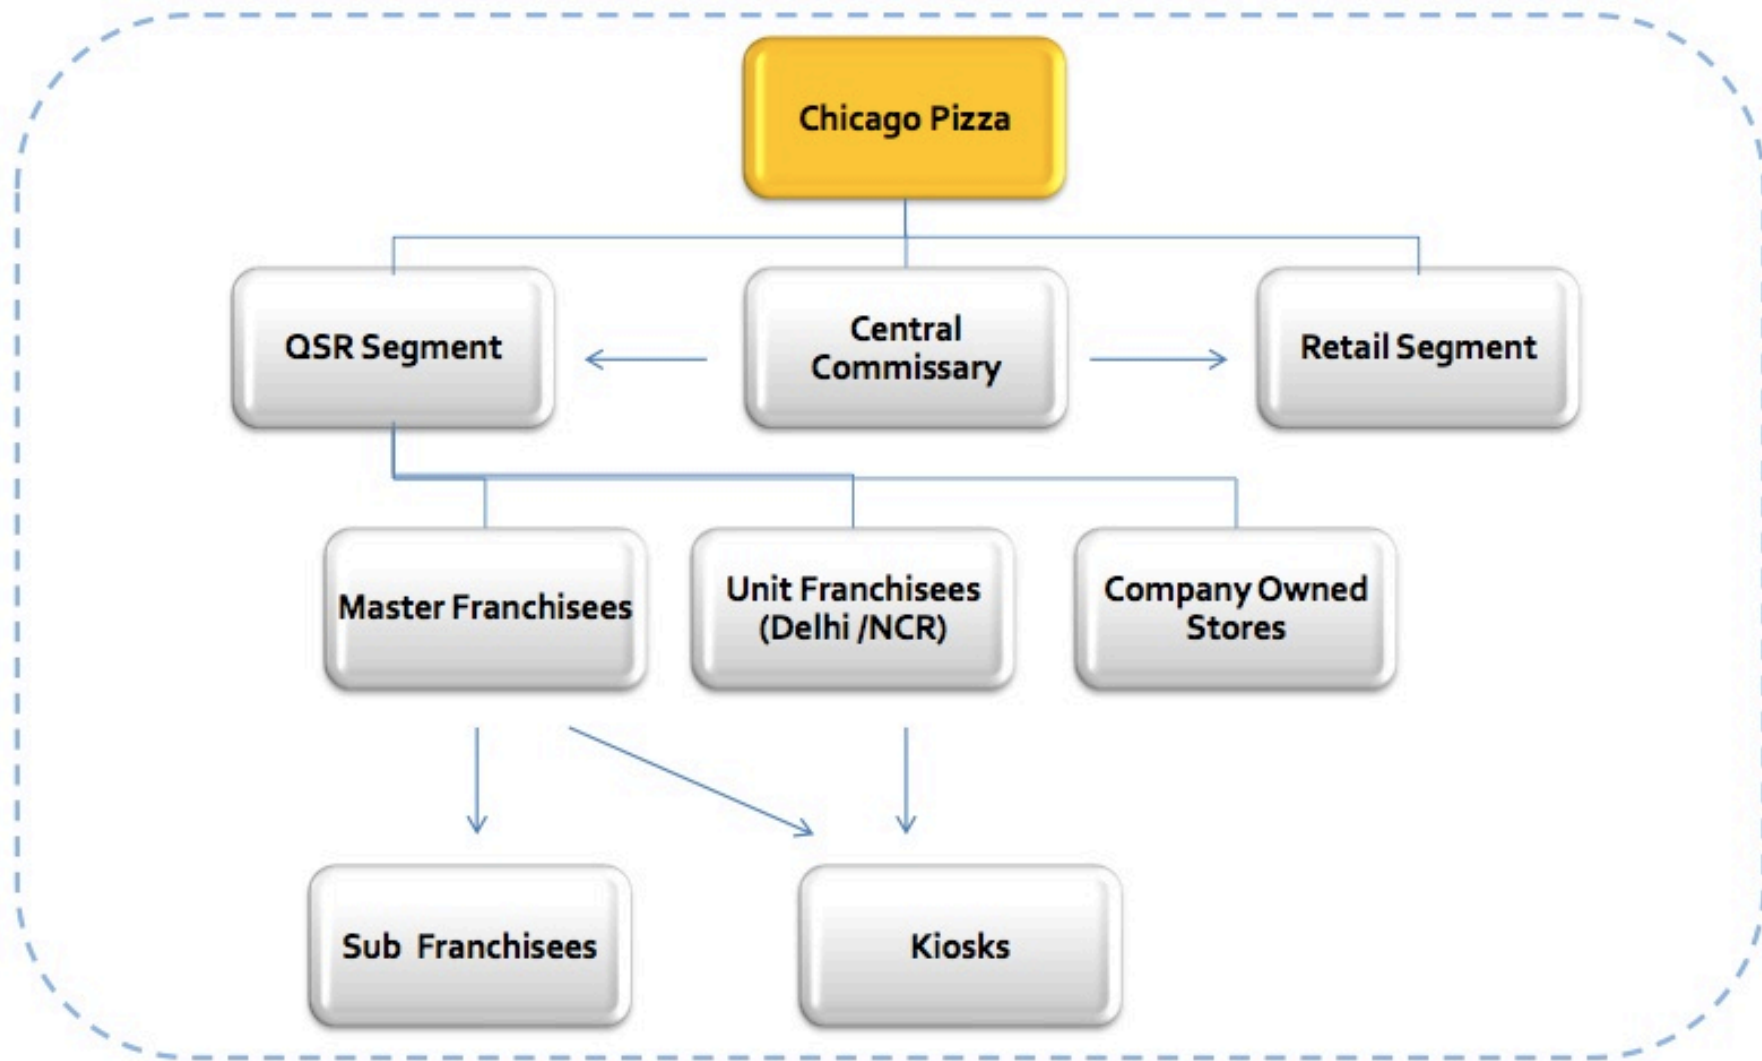 Chicago Pizza
QSR Segment
Central
Commissary
Retail Segment
Master Franchisees
Unit Franchisees
(Delhi /NCR)
Company Owned
Stores
Sub  Franchisees
Kiosks